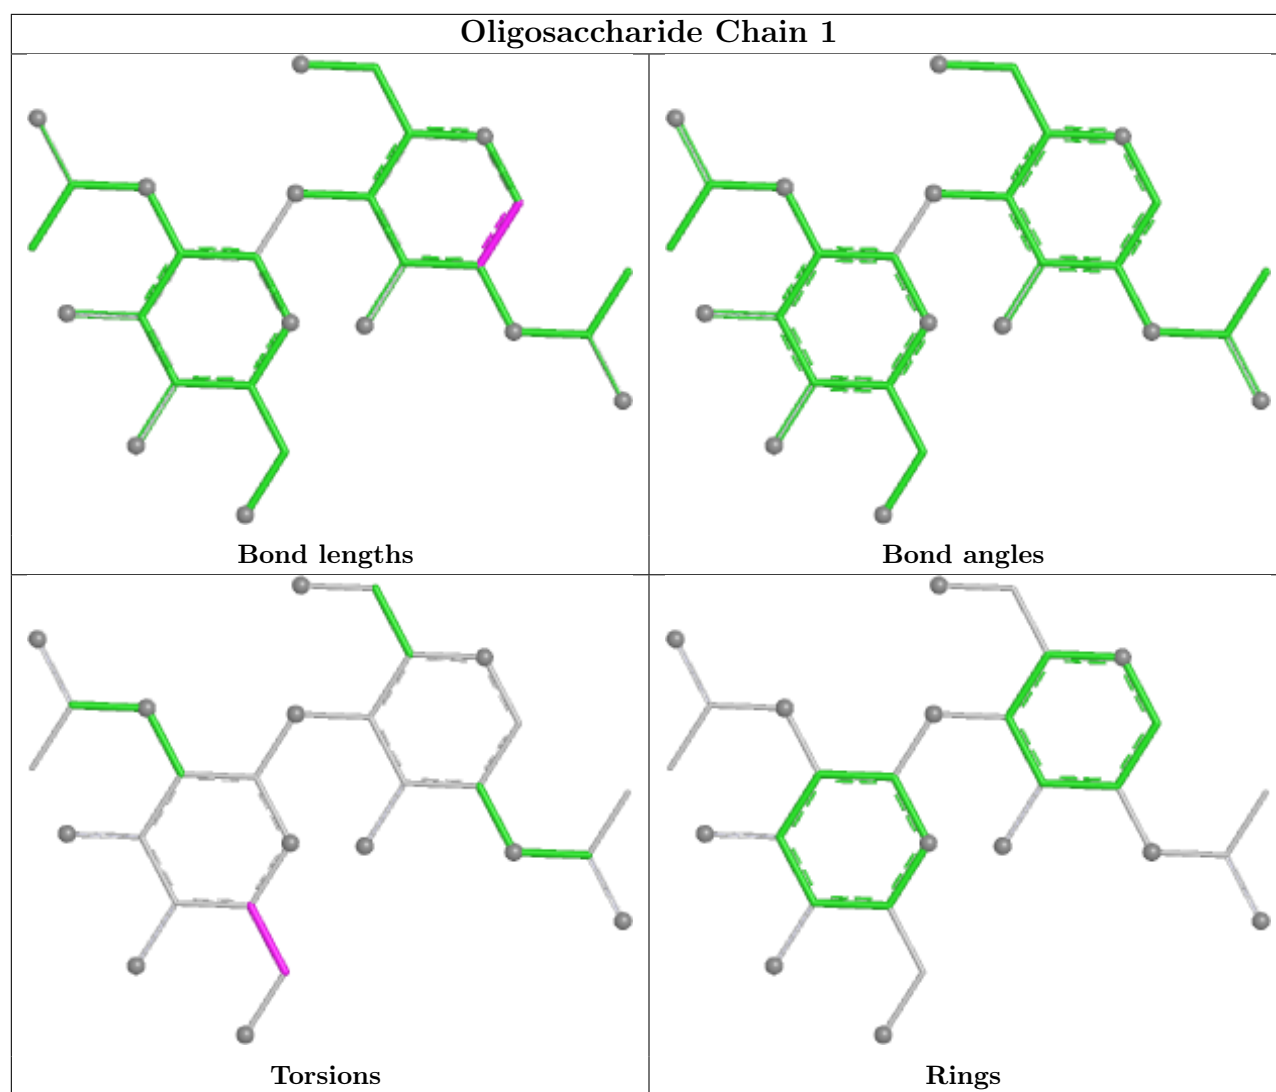 Oligosaccharide Chain 1
Bond lengths
Bond angles
Torsions
Rings